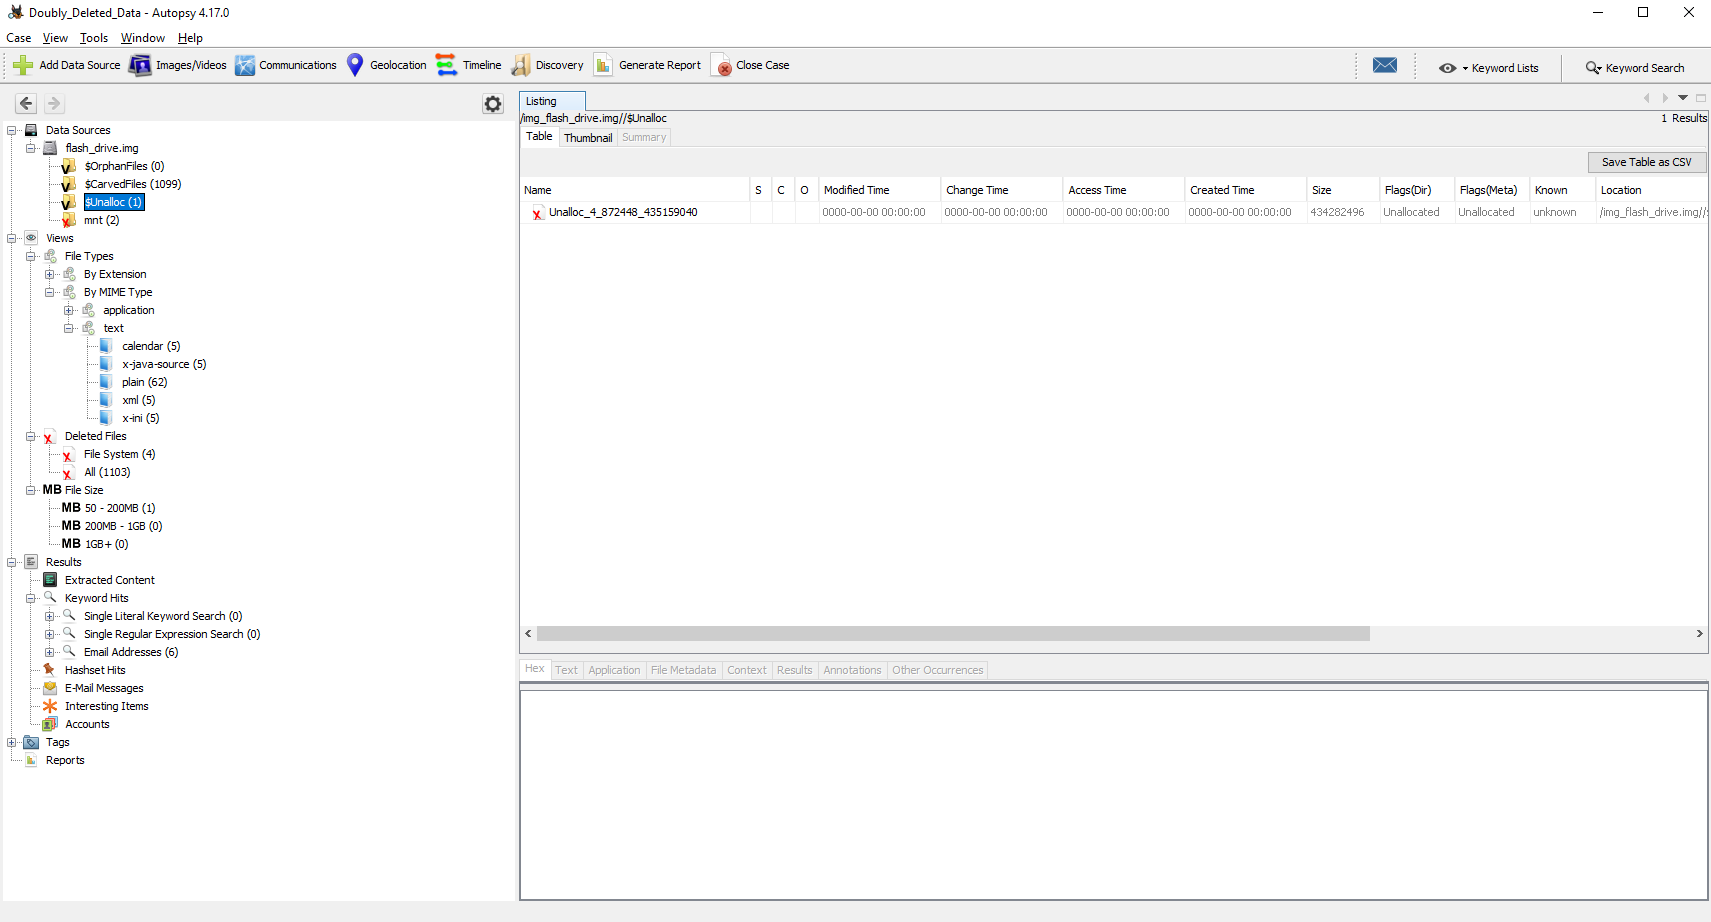 Doubly_Deleted_Data - Autopsy 4.17.0
Case View Tools Window Help
Add Data Source Images/Videos Communications Geolocation Timeline Discovery Generate Report Close Case Keyword Lists Keyword Search
Data Sources
flash_drive.img
$OrphanFiles (0)
$CarvedFiles (1099)
$Unalloc (1)
mnt (2)
Views
File Types
By Extension
By MIME Type
application
text
calendar (5)
x-java-source (5)
plain (62)
xml (5)
x-ini (5)
Deleted Files
File System (4)
All (1103)
MB File Size
MB 50 - 200MB (1)
MB 200MB - 1GB (0)
MB 1GB+ (0)
Results
Extracted Content
Keyword Hits
Single Literal Keyword Search (0)
Single Regular Expression Search (0)
Email Addresses (6)
Hashset Hits
E-Mail Messages
Interesting Items
Accounts
Tags
Reports
Listing
/img_flash_drive.img//$Unalloc
1 Results
Table Thumbnail Summary
Save Table as CSV
Name S C O Modified Time Change Time Access Time Created Time Size Flags(Dir) Flags(Meta) Known Location
Unalloc_4_872448_435159040 0000-00-00 00:00:00 0000-00-00 00:00:00 0000-00-00 00:00:00 0000-00-00 00:00:00 434282496 Unallocated Unallocated unknown /img_flash_drive.img//$
Hex Text Application File Metadata Context Results Annotations Other Occurrences